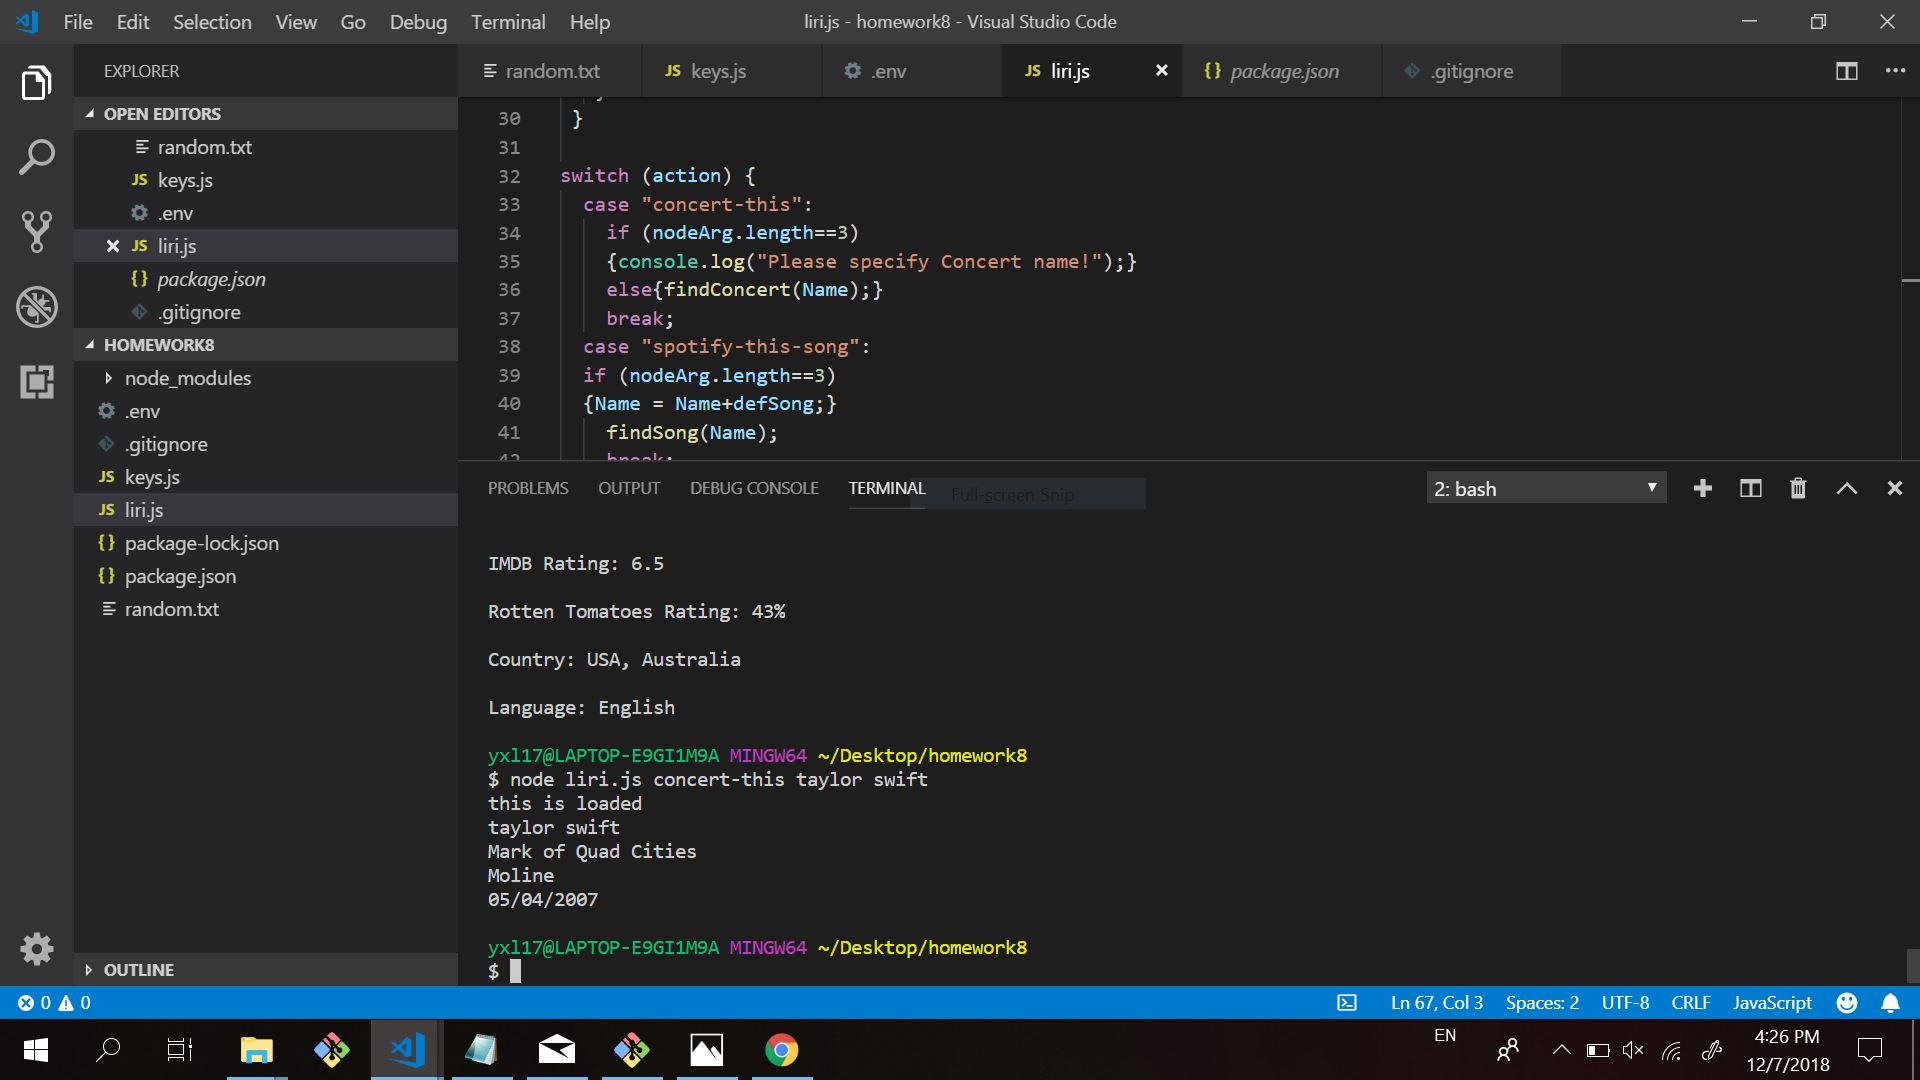 File Edit Selection View Go Debug Terminal Help
liri.js - homework8 - Visual Studio Code
EXPLORER
OPEN EDITORS
random.txt
JS keys.js
.env
JS liri.js
{} package.json
.gitignore
HOMEWORK8
node_modules
.env
.gitignore
JS keys.js
JS liri.js
{} package-lock.json
{} package.json
random.txt
OUTLINE
random.txt JS keys.js .env JS liri.js {} package.json .gitignore
30 }
31
32 switch (action) {
33 case "concert-this":
34 if (nodeArg.length==3)
35 {console.log("Please specify Concert name!");}
36 else{findConcert(Name);}
37 break;
38 case "spotify-this-song":
39 if (nodeArg.length==3)
40 {Name = Name+defSong;}
41 findSong(Name);
42 break;
PROBLEMS OUTPUT DEBUG CONSOLE TERMINAL Full-screen Snip 2: bash
IMDB Rating: 6.5
Rotten Tomatoes Rating: 43%
Country: USA, Australia
Language: English
yxl17@LAPTOP-E9GI1M9A MINGW64 ~/Desktop/homework8
$ node liri.js concert-this taylor swift
this is loaded
taylor swift
Mark of Quad Cities
Moline
05/04/2007
yxl17@LAPTOP-E9GI1M9A MINGW64 ~/Desktop/homework8
$
0 0 Ln 67, Col 3 Spaces: 2 UTF-8 CRLF JavaScript
EN
4:26 PM
12/7/2018